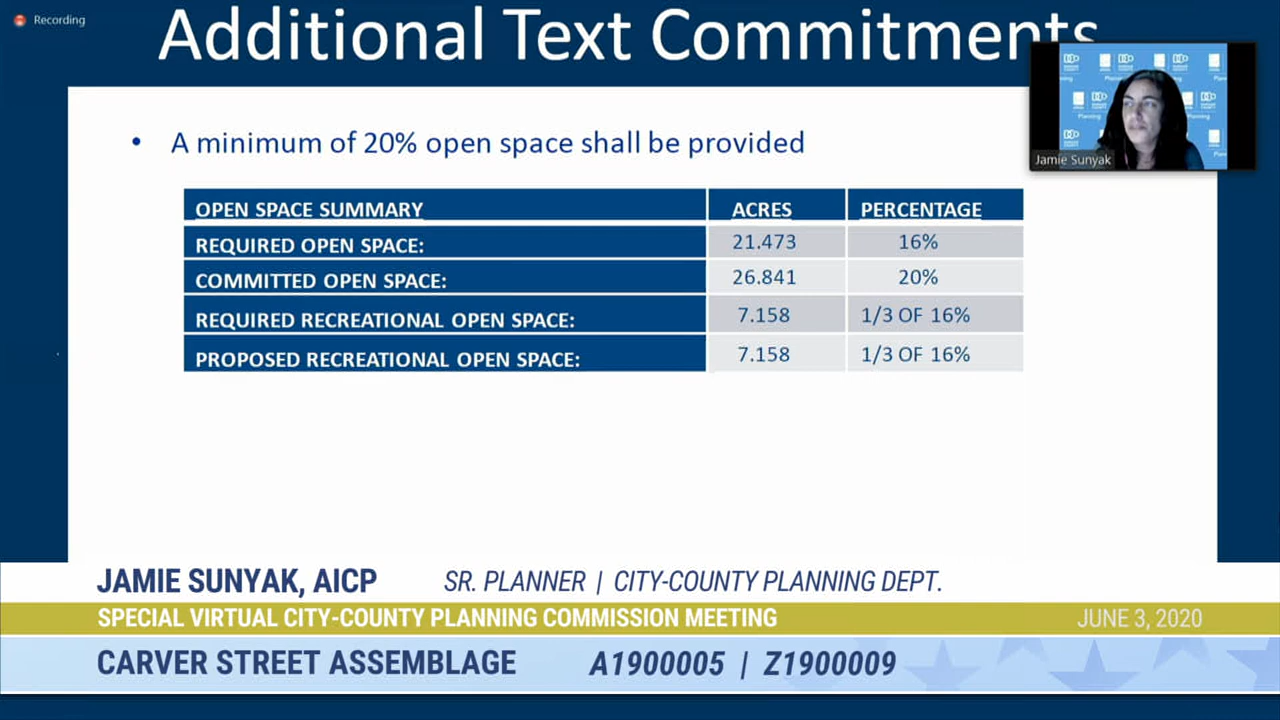 Recording
Additional Text Commitments
• A minimum of 20% open space shall be provided
OPEN SPACE SUMMARY ACRES PERCENTAGE
REQUIRED OPEN SPACE: 21.473 16%
COMMITTED OPEN SPACE: 26.841 20%
REQUIRED RECREATIONAL OPEN SPACE: 7.158 1/3 OF 16%
PROPOSED RECREATIONAL OPEN SPACE: 7.158 1/3 OF 16%
Jamie Sunyak
JAMIE SUNYAK, AICP SR. PLANNER | CITY-COUNTY PLANNING DEPT.
SPECIAL VIRTUAL CITY-COUNTY PLANNING COMMISSION MEETING JUNE 3, 2020
CARVER STREET ASSEMBLAGE A1900005 | Z1900009